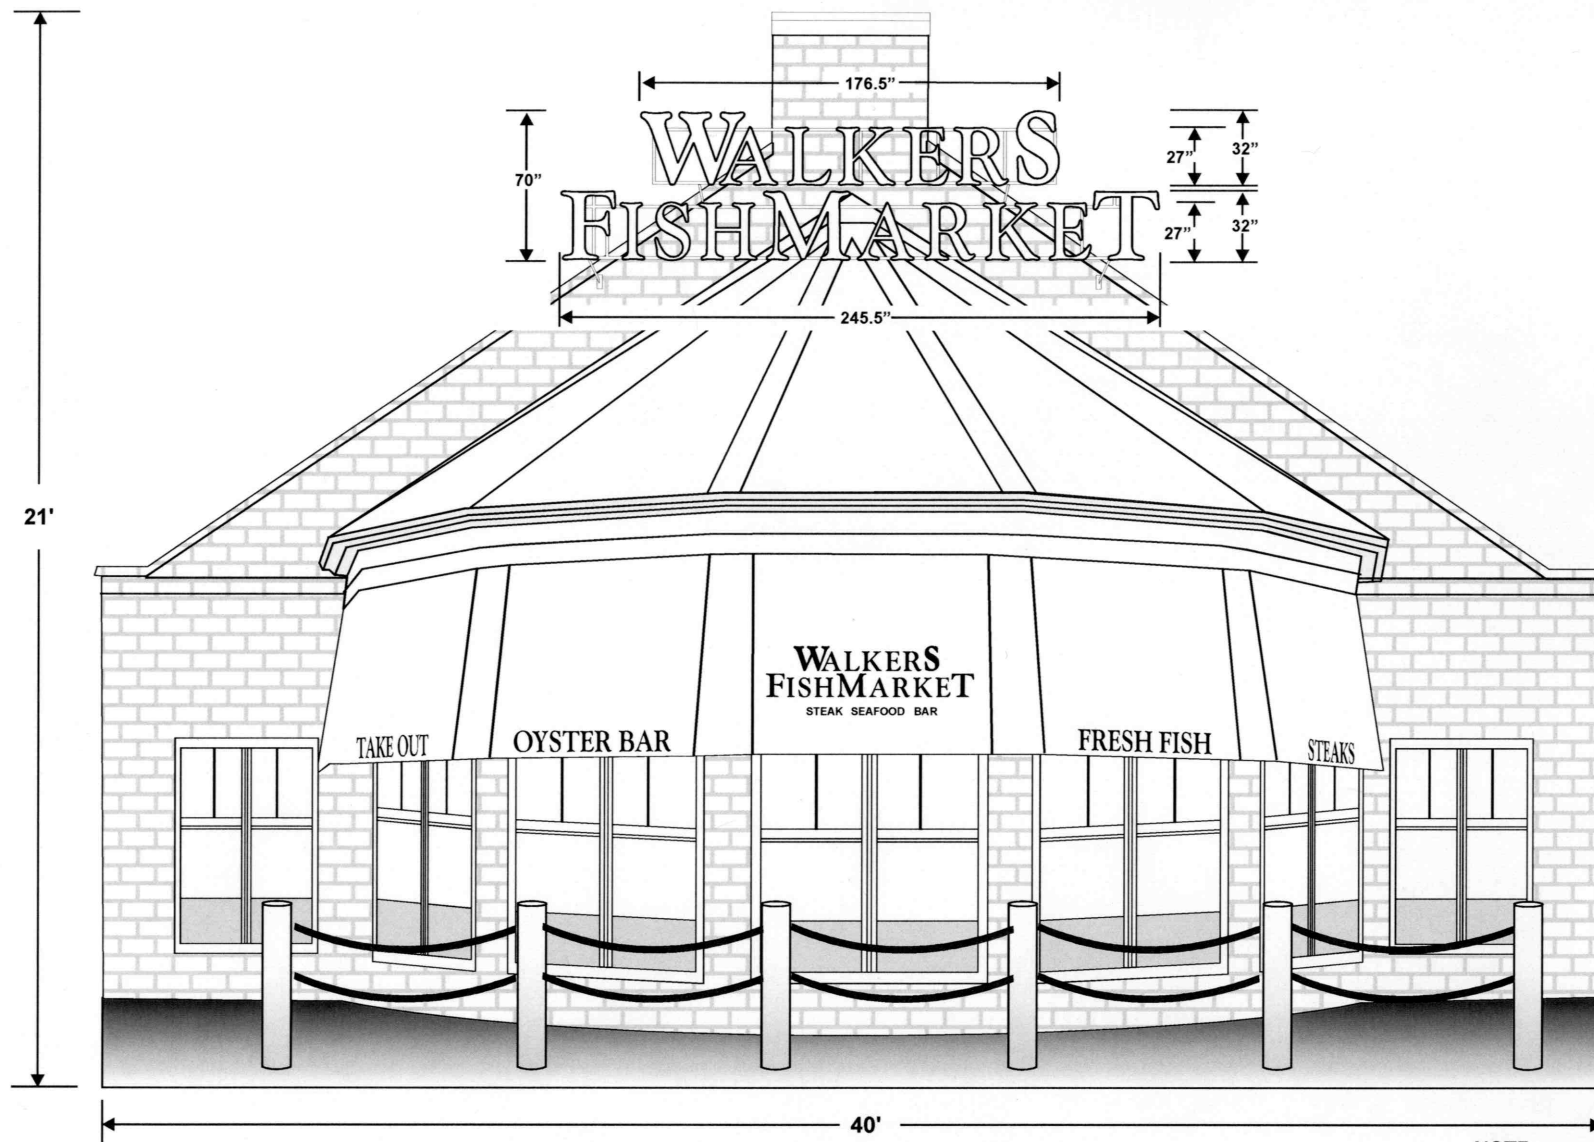 176.5”
WALKERS
32”
27”
70”
FISHMARKET
32”
27”
245.5”
21'
WALKERS
FISHMARKET
STEAK SEAFOOD BAR
TAKE OUT
OYSTER BAR
FRESH FISH
STEAKS
40'